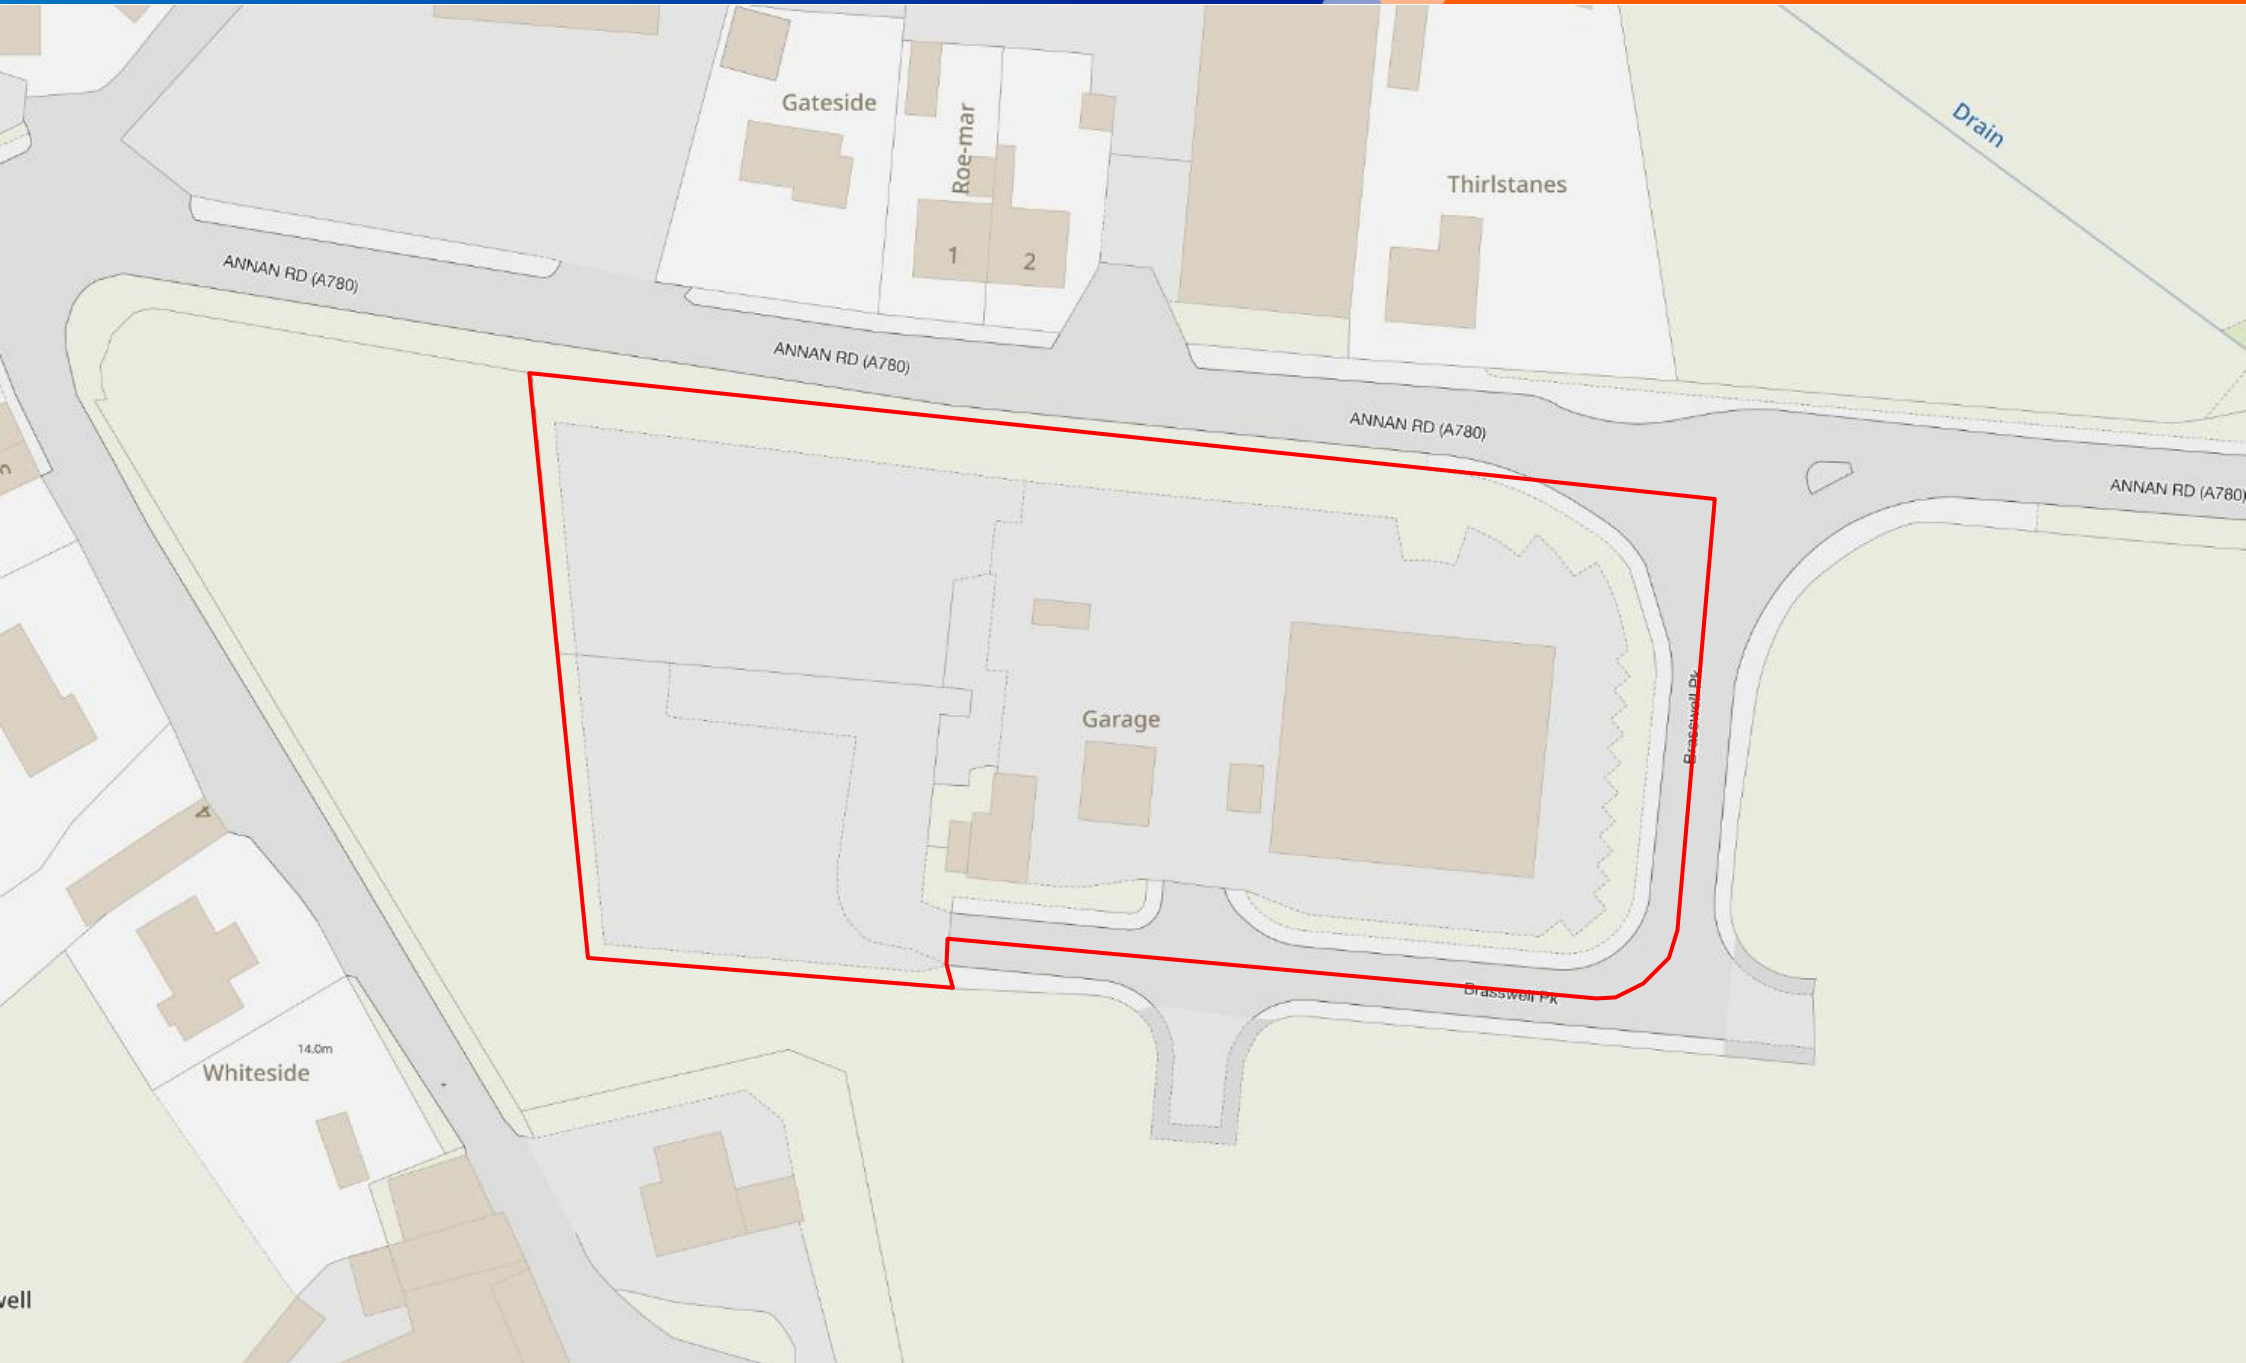 Gateside
Roe-mar
Drain
Thirlstanes
1
2
ANNAN RD (A780)
ANNAN RD (A780)
ANNAN RD (A780)
ANNAN RD (A780)
Brasswell Pk
Garage
4
Brasswell Pk
14.0m
Whiteside
well